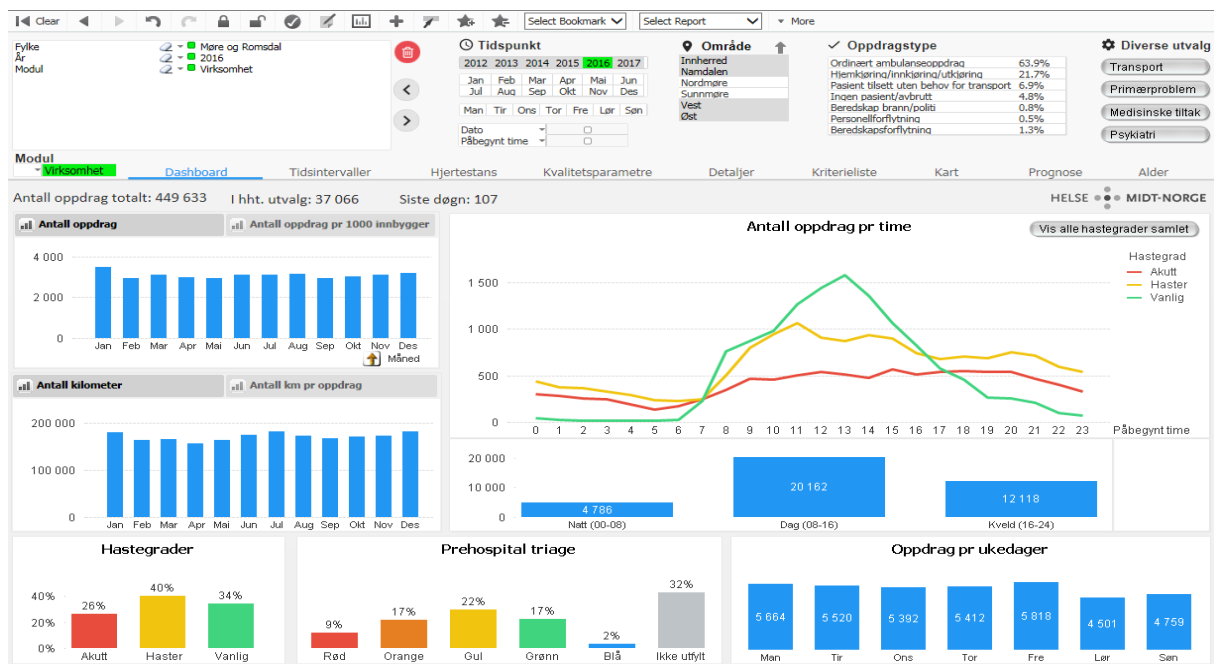 Clear
Select Bookmark
Select Report
More
Fylke Møre og Romsdal
År 2016
Modul Virksomhet
Tidspunkt
2012 2013 2014 2015 2016 2017
Jan Feb Mar Apr Mai Jun
Jul Aug Sep Okt Nov Des
Man Tir Ons Tor Fre Lør Søn
Dato
Påbegynt time
Område
Innherred
Namdalen
Nordmøre
Sunnmøre
Vest
Øst
Oppdragstype
Ordinært ambulanseoppdrag 63.9%
Hjemkjøring/innkjøring/utkjøring 21.7%
Pasient tilsett uten behov for transport 6.9%
Ingen pasient/avbrutt 4.8%
Beredskap brann/politi 0.8%
Personellforflytning 0.5%
Beredskapsforflytning 1.3%
Diverse utvalg
Transport
Primærproblem
Medisinske tiltak
Psykiatri
Modul
Virksomhet
Dashboard Tidsintervaller Hjertestans Kvalitetsparametre Detaljer Kriterieliste Kart Prognose Alder
Antall oppdrag totalt: 449 633 I hht. utvalg: 37 066 Siste døgn: 107
HELSE MIDT-NORGE
Antall oppdrag
Antall oppdrag pr 1000 innbygger
4 000
2 000
0
Jan Feb Mar Apr Mai Jun Jul Aug Sep Okt Nov Des
Måned
Antall kilometer
Antall km pr oppdrag
200 000
100 000
0
Jan Feb Mar Apr Mai Jun Jul Aug Sep Okt Nov Des
Antall oppdrag pr time
Vis alle hastegrader samlet
Hastegrad
Akutt
Haster
Vanlig
1 500
1 000
500
0
0 1 2 3 4 5 6 7 8 9 10 11 12 13 14 15 16 17 18 19 20 21 22 23 Påbegynt time
20 000
10 000
0
4 786
20 162
12 118
Natt (00-08) Dag (08-16) Kveld (16-24)
Hastegrader
40%
20%
0%
26% 40% 34%
Akutt Haster Vanlig
Prehospital triage
9% 17% 22% 17% 2% 32%
Rød Orange Gul Grønn Blå Ikke utfylt
Oppdrag pr ukedager
5 664 5 520 5 392 5 412 5 818 4 501 4 759
Man Tir Ons Tor Fre Lør Søn